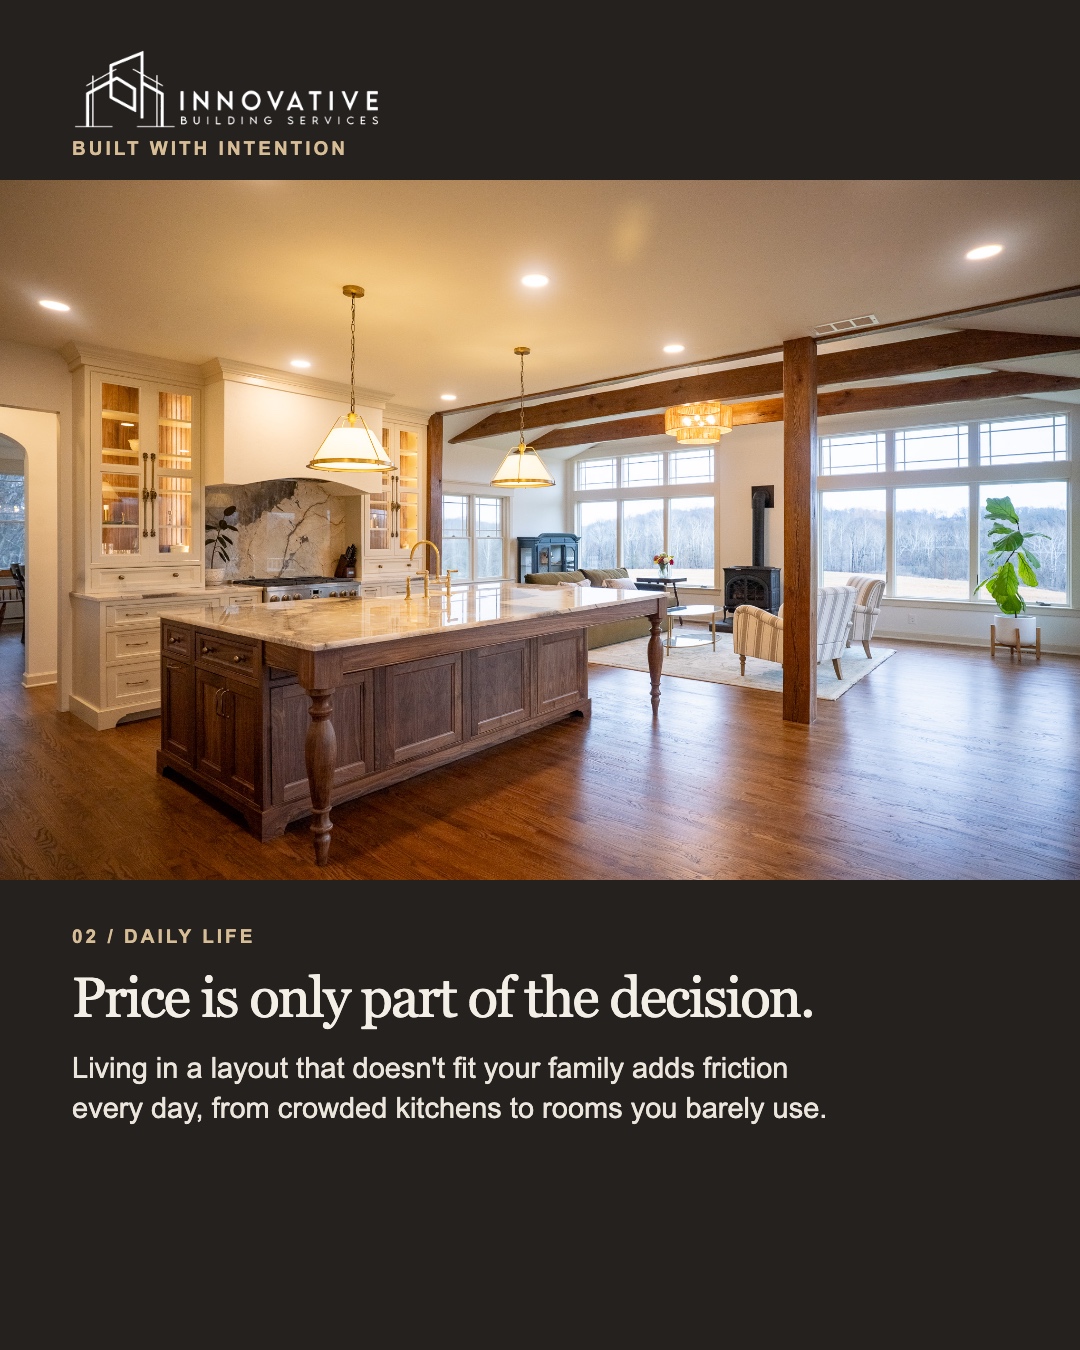 INNOVATIVE
BUILDING SERVICES
BUILT WITH INTENTION
02 / DAILY LIFE
Price is only part of the decision.
Living in a layout that doesn't fit your family adds friction
every day, from crowded kitchens to rooms you barely use.